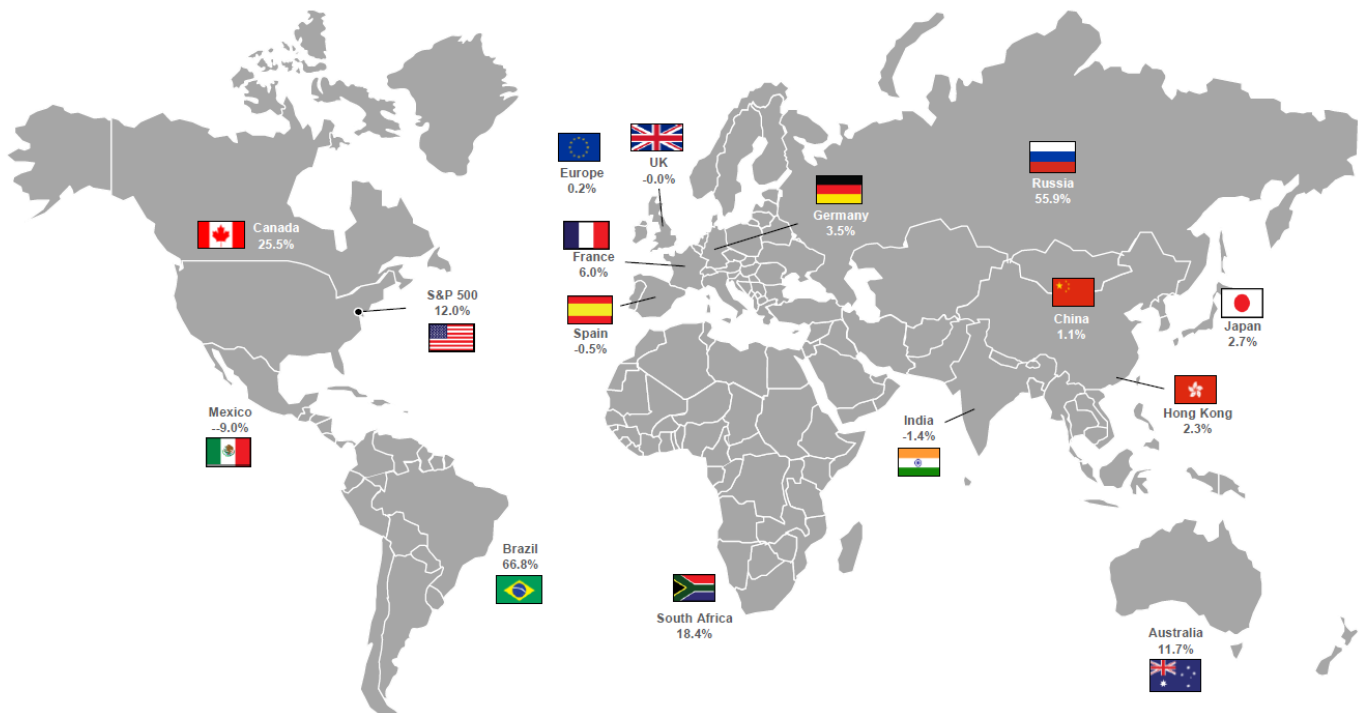 Europe
0.2%
UK
-0.0%
Russia
55.9%
Germany
3.5%
Canada
25.5%
France
6.0%
S&P 500
12.0%
Spain
-0.5%
China
1.1%
Japan
2.7%
Mexico
--9.0%
India
-1.4%
Hong Kong
2.3%
Brazil
66.8%
South Africa
18.4%
Australia
11.7%